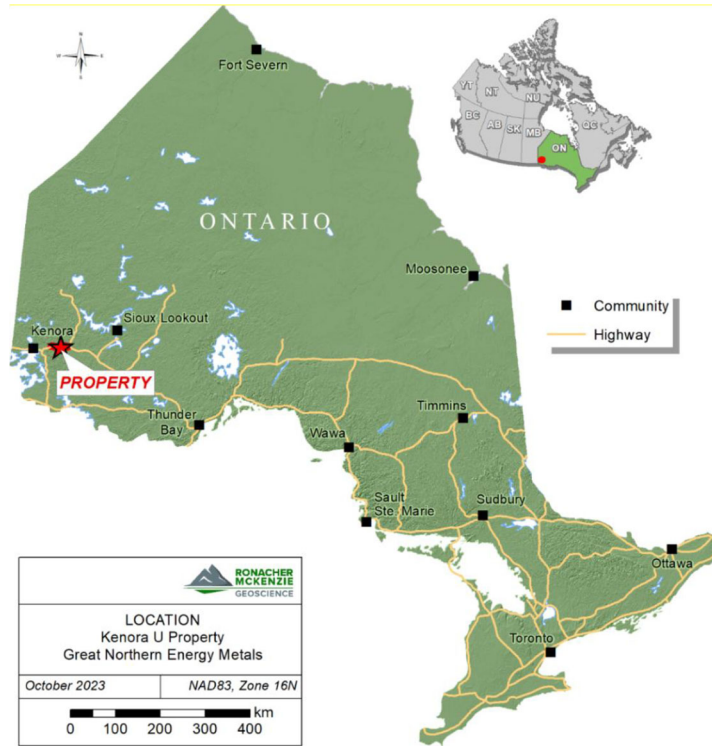 N
W
E
S
Fort Severn
YT
NT
NU
BC
AB
SK
MB
ON
QC
ONTARIO
Moosonee
Community
Highway
Sioux Lookout
Kenora
PROPERTY
Thunder
Bay
Timmins
Wawa
Sault
Ste. Marie
Sudbury
Ottawa
Toronto
RONACHER
MCKENZIE
GEOSCIENCE
LOCATION
Kenora U Property
Great Northern Energy Metals
October 2023
NAD83, Zone 16N
km
0 100 200 300 400